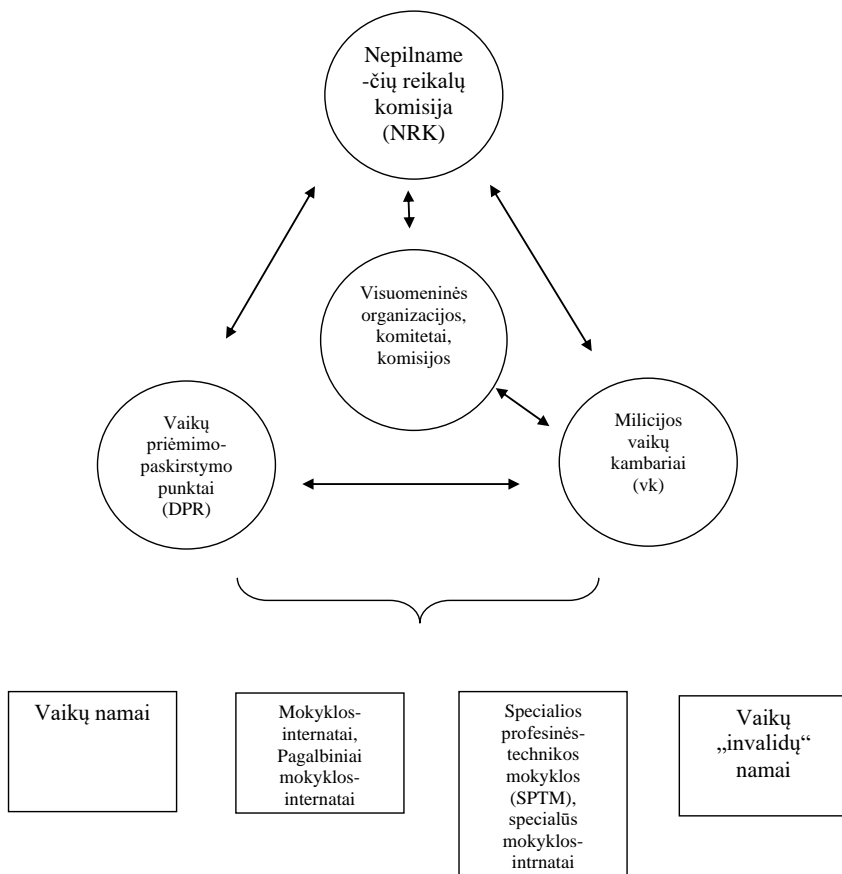 Nepilname
-čių reikalų
komisija
(NRK)
Visuomeninės
organizacijos,
komitetai,
komisijos
Vaikų
priėmimo-
paskirstymo
punktai
(DPR)
Milicijos
vaikų
kambariai
(vk)
Vaikų namai
Mokyklos-
internatai,
Pagalbiniai
mokyklos-
internatai
Specialios
profesinės-
technikos
mokyklos
(SPTM),
specialūs
mokyklos-
intrnatai
Vaikų
„invalidų“
namai